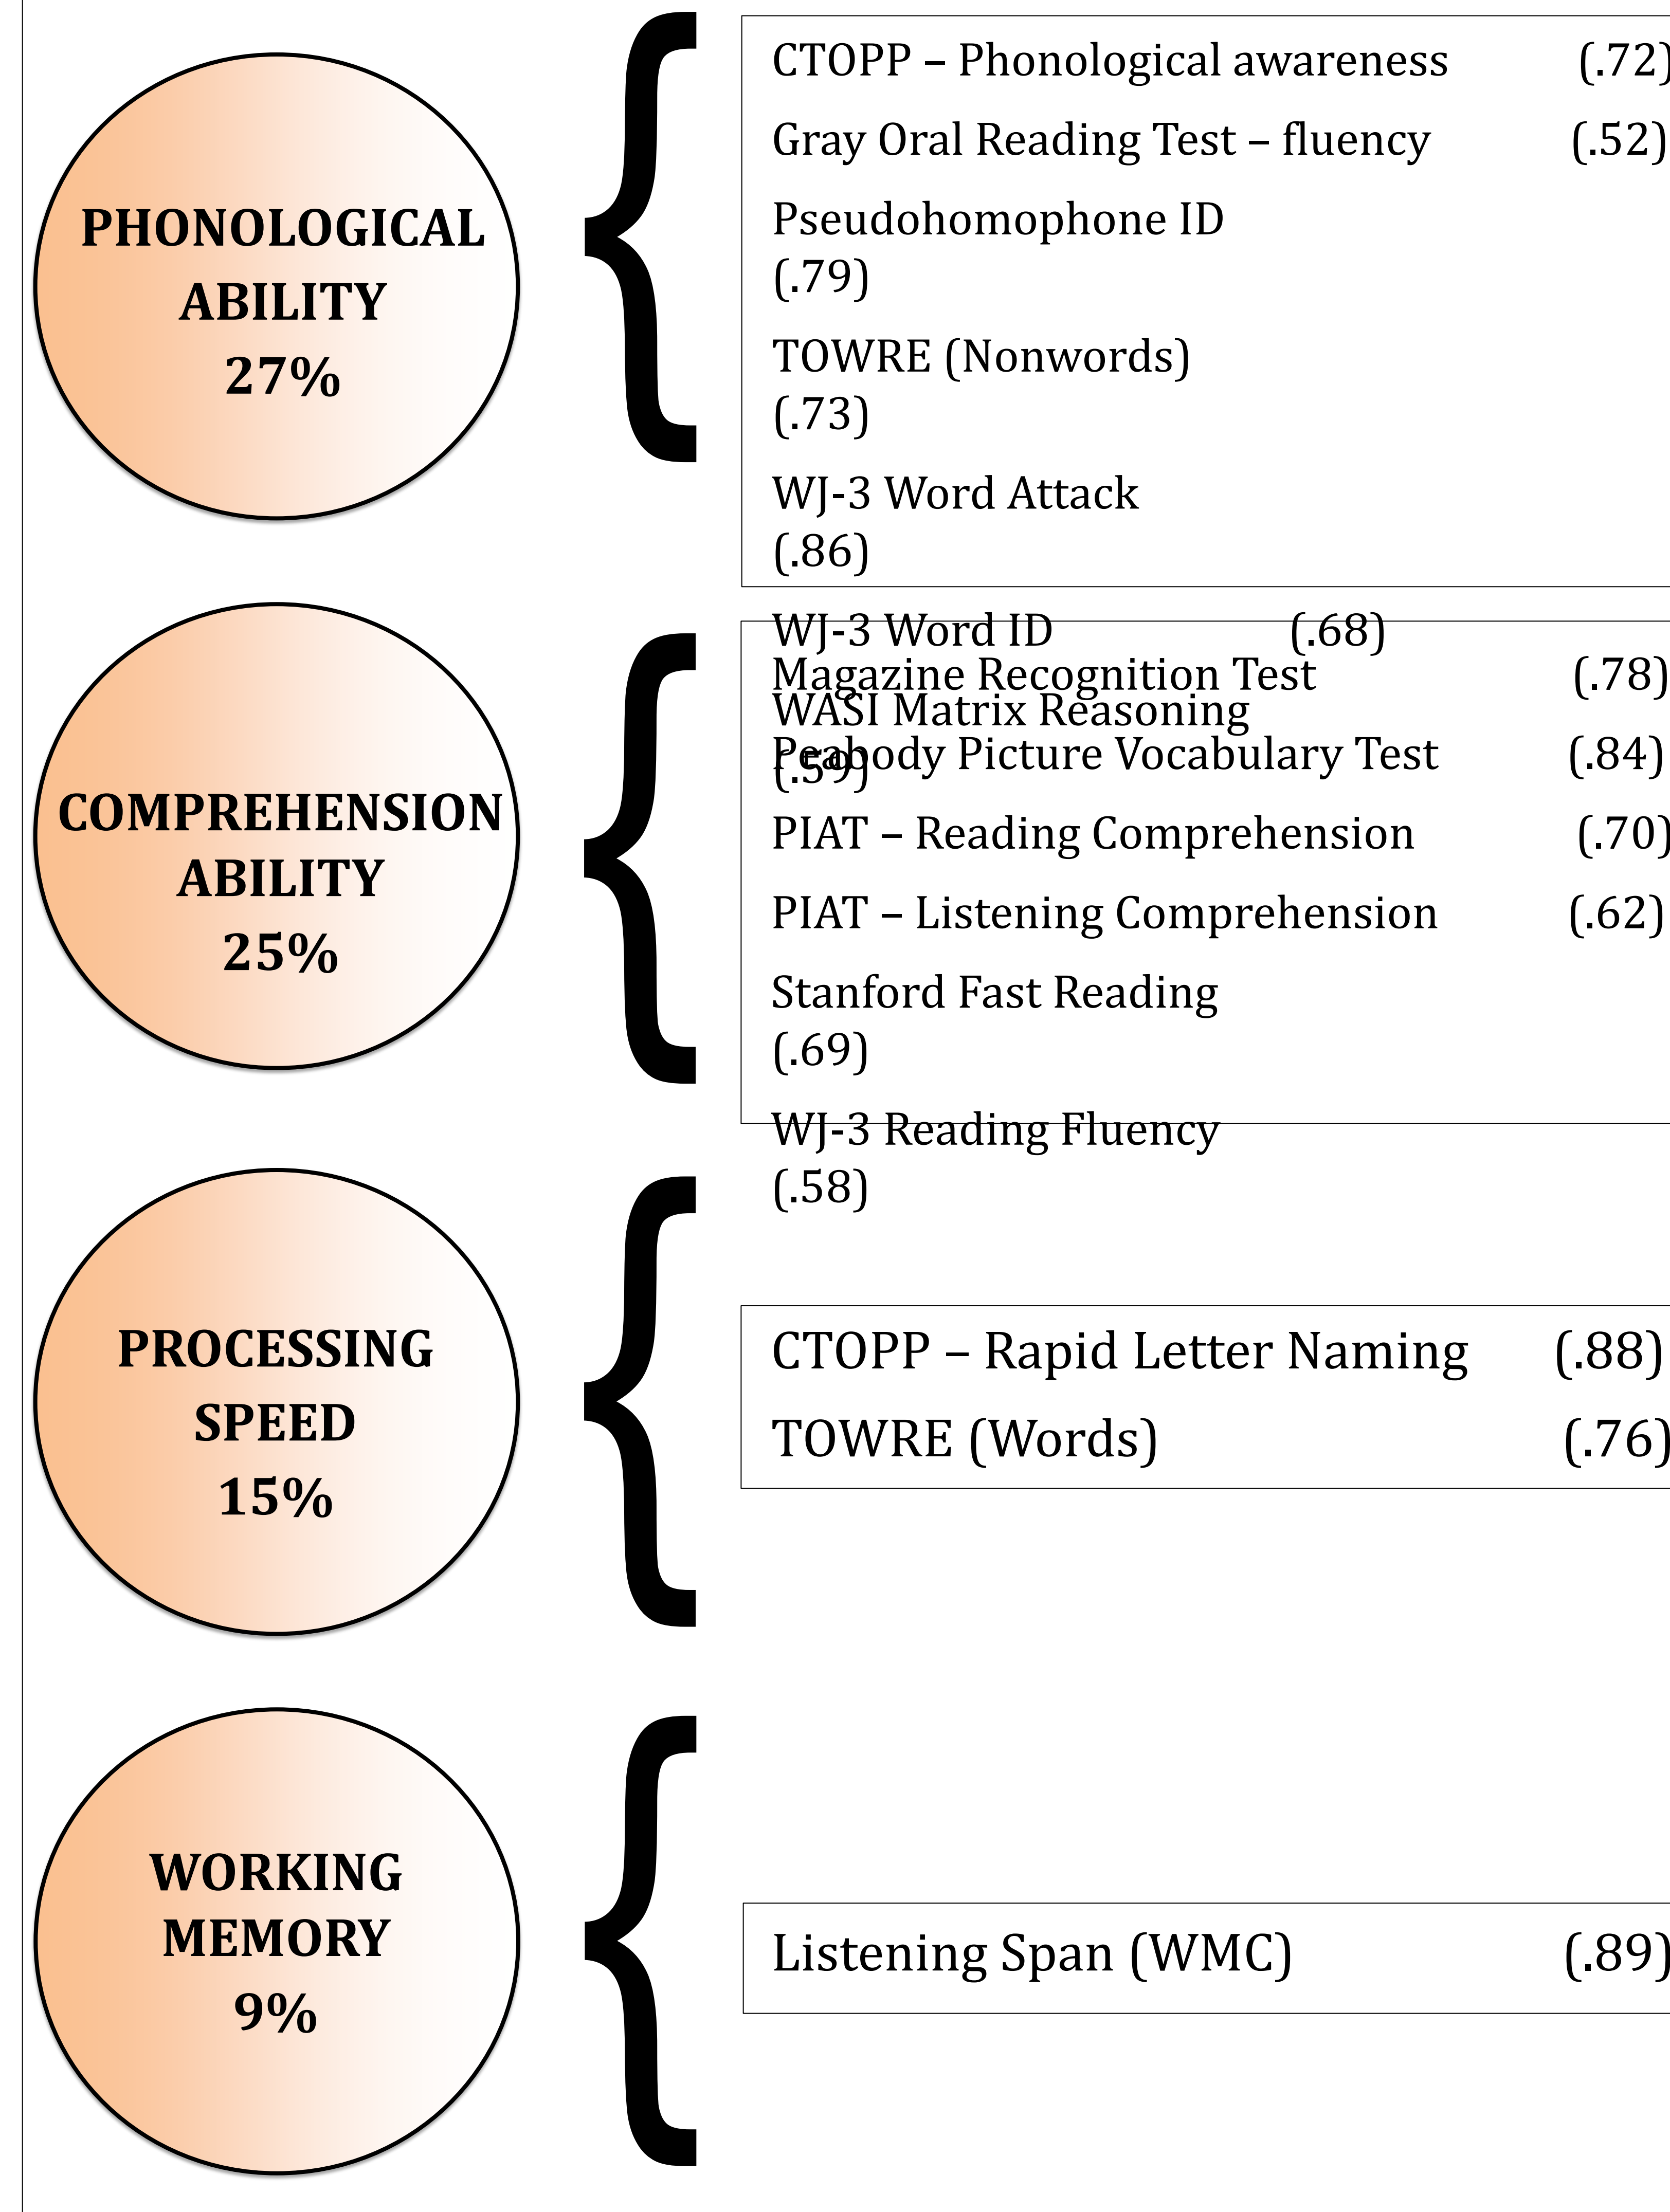 PHONOLOGICAL
ABILITY
27%
CTOPP – Phonological awareness (.72)
Gray Oral Reading Test – fluency (.52)
Pseudohomophone ID
(.79)
TOWRE (Nonwords)
(.73)
WJ-3 Word Attack
(.86)
WJ-3 Word ID (.68)
WASI Matrix Reasoning
(.59)
COMPREHENSION
ABILITY
25%
Magazine Recognition Test (.78)
Peabody Picture Vocabulary Test (.84)
PIAT – Reading Comprehension (.70)
PIAT – Listening Comprehension (.62)
Stanford Fast Reading
(.69)
WJ-3 Reading Fluency
(.58)
PROCESSING
SPEED
15%
CTOPP – Rapid Letter Naming (.88)
TOWRE (Words) (.76)
WORKING
MEMORY
9%
Listening Span (WMC) (.89)